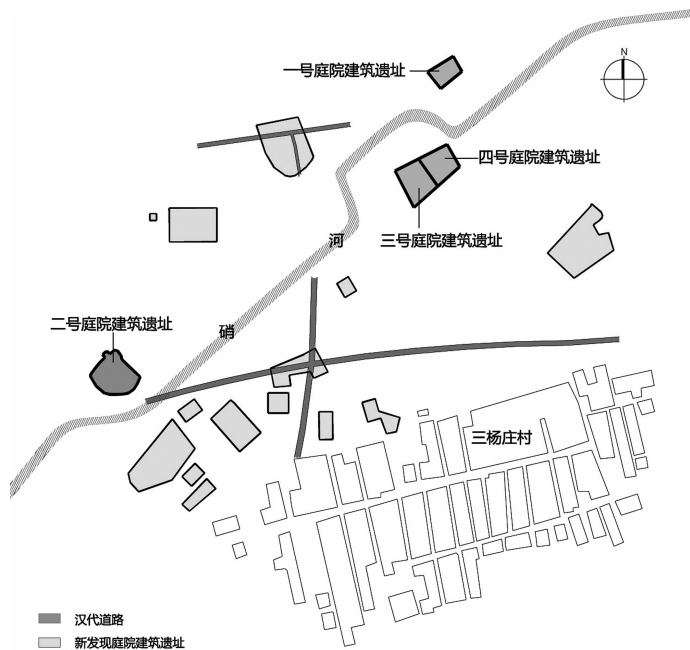 一号庭院建筑遗址
N
四号庭院建筑遗址
三号庭院建筑遗址
河
硝
二号庭院建筑遗址
三杨庄村
汉代道路
新发现庭院建筑遗址